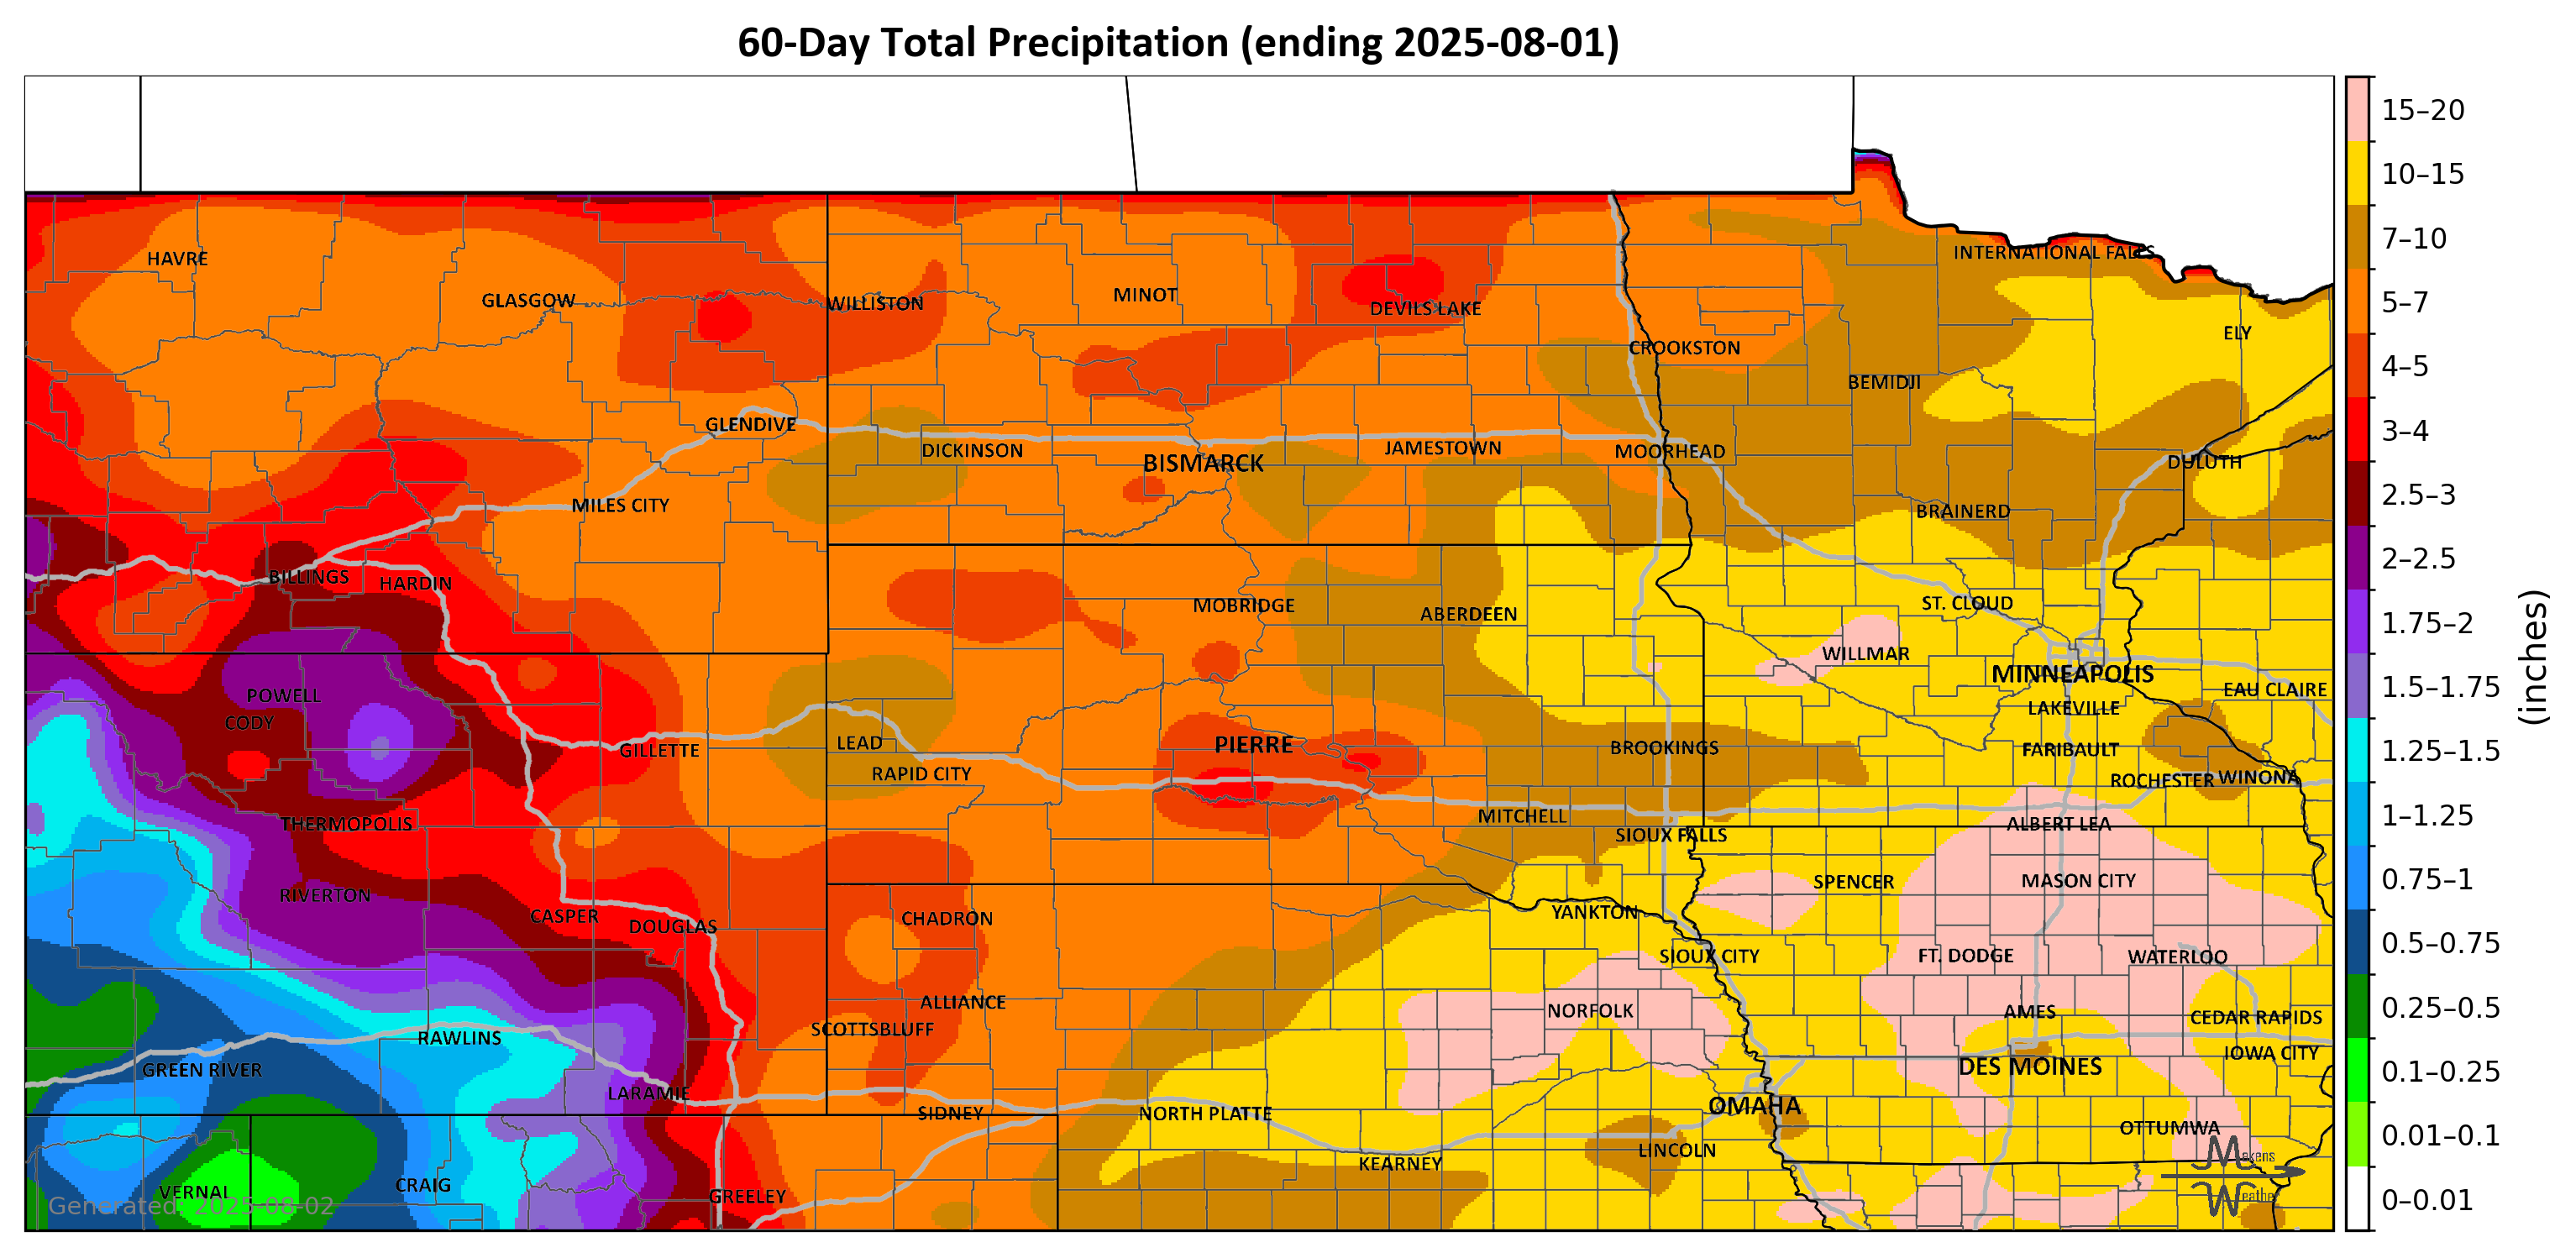 60-Day Total Precipitation (ending 2025-08-01)
15–20
10–15
7–10
5–7
4–5
3–4
2.5–3
2–2.5
1.75–2
1.5–1.75
1.25–1.5
1–1.25
0.75–1
0.5–0.75
0.25–0.5
0.1–0.25
0.01–0.1
0–0.01
(inches)
HAVRE
INTERNATIONAL FALLS
GLASGOW
WILLISTON
MINOT
DEVILS LAKE
ELY
CROOKSTON
BEMIDJI
GLENDIVE
DICKINSON
BISMARCK
JAMESTOWN
MOORHEAD
DULUTH
MILES CITY
BRAINERD
BILLINGS
HARDIN
MOBRIDGE
ABERDEEN
ST. CLOUD
WILLMAR
MINNEAPOLIS
EAU CLAIRE
POWELL
CODY
LAKEVILLE
GILLETTE
LEAD
PIERRE
BROOKINGS
FARIBAULT
RAPID CITY
ROCHESTER
WINONA
THERMOPOLIS
MITCHELL
SIOUX FALLS
ALBERT LEA
RIVERTON
SPENCER
MASON CITY
CASPER
DOUGLAS
CHADRON
YANKTON
SIOUX CITY
FT. DODGE
WATERLOO
ALLIANCE
NORFOLK
AMES
CEDAR RAPIDS
SCOTTSBLUFF
RAWLINS
GREEN RIVER
DES MOINES
IOWA CITY
LARAMIE
SIDNEY
NORTH PLATTE
OMAHA
OTTUMWA
KEARNEY
LINCOLN
VERNAL
CRAIG
GREELEY
Generated: 2025-08-02
Makens
Weather